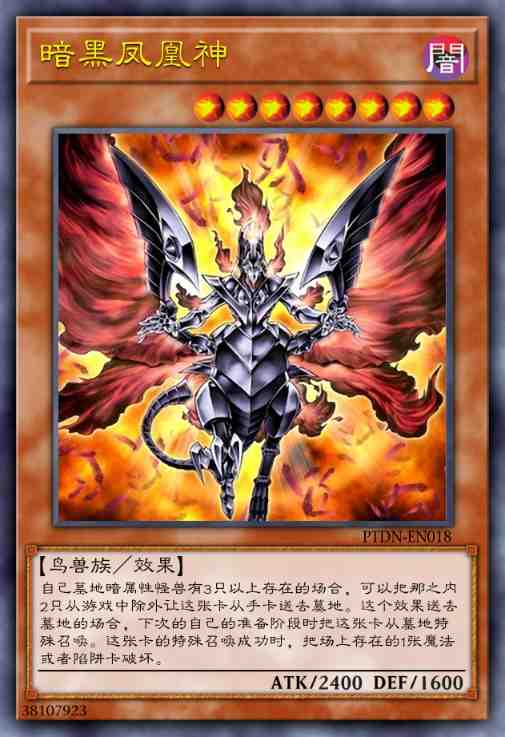 暗黑凤凰神
闇
PTDN-EN018
【鸟兽族／效果】
自己墓地暗属性怪兽有3只以上存在的场合，可以把那之内
2只从游戏中除外让这张卡从手卡送去墓地。这个效果送去
墓地的场合，下次的自己的准备阶段时把这张卡从墓地特
殊召唤。这张卡的特殊召唤成功时，把场上存在的1张魔法
或者陷阱卡破坏。
ATK/2400 DEF/1600
38107923